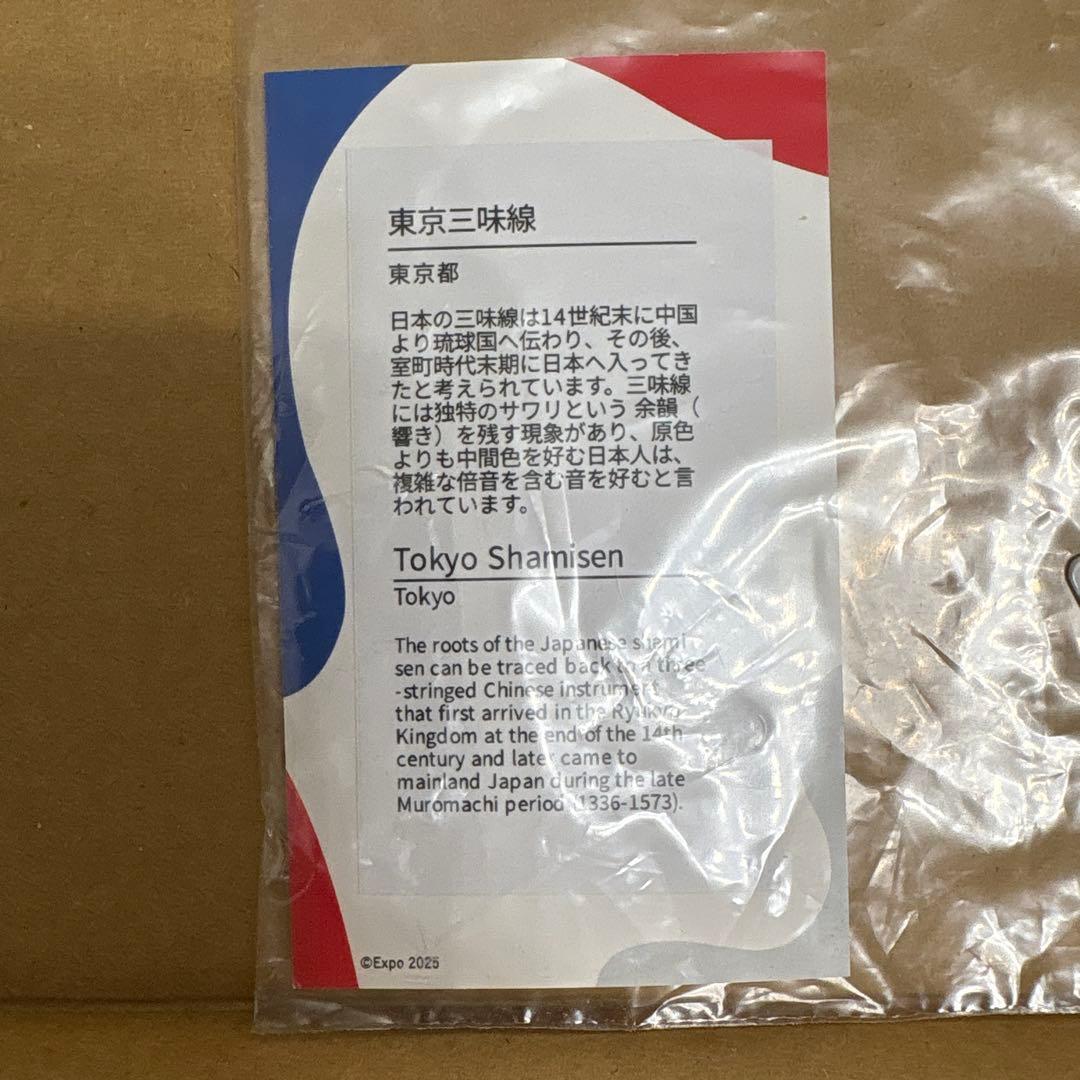 東京三味線
東京都
日本の三味線は14世紀末に中国
より琉球国へ伝わり、その後、
室町時代末期に日本へ入ってき
たと考えられています。三味線
には独特のサワリという 余韻（
響き）を残す現象があり、原色
よりも中間色を好む日本人は、
複雑な倍音を含む音を好むと言
われています。
Tokyo Shamisen
Tokyo
The roots of the Japanese shami
sen can be traced back to a three
-stringed Chinese instrument
that first arrived in the Ryukyu
Kingdom at the end of the 14th
century and later came to
mainland Japan during the late
Muromachi period (1336-1573).
©Expo 2025